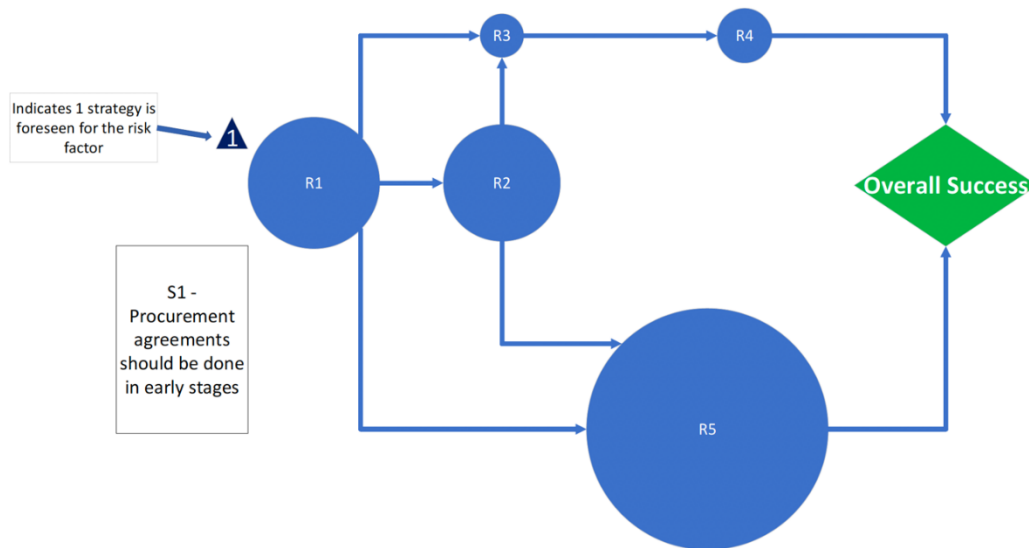 R3
R4
Indicates 1 strategy is
foreseen for the risk
factor
1
R1
R2
Overall Success
S1 -
Procurement
agreements
should be done
in early stages
R5